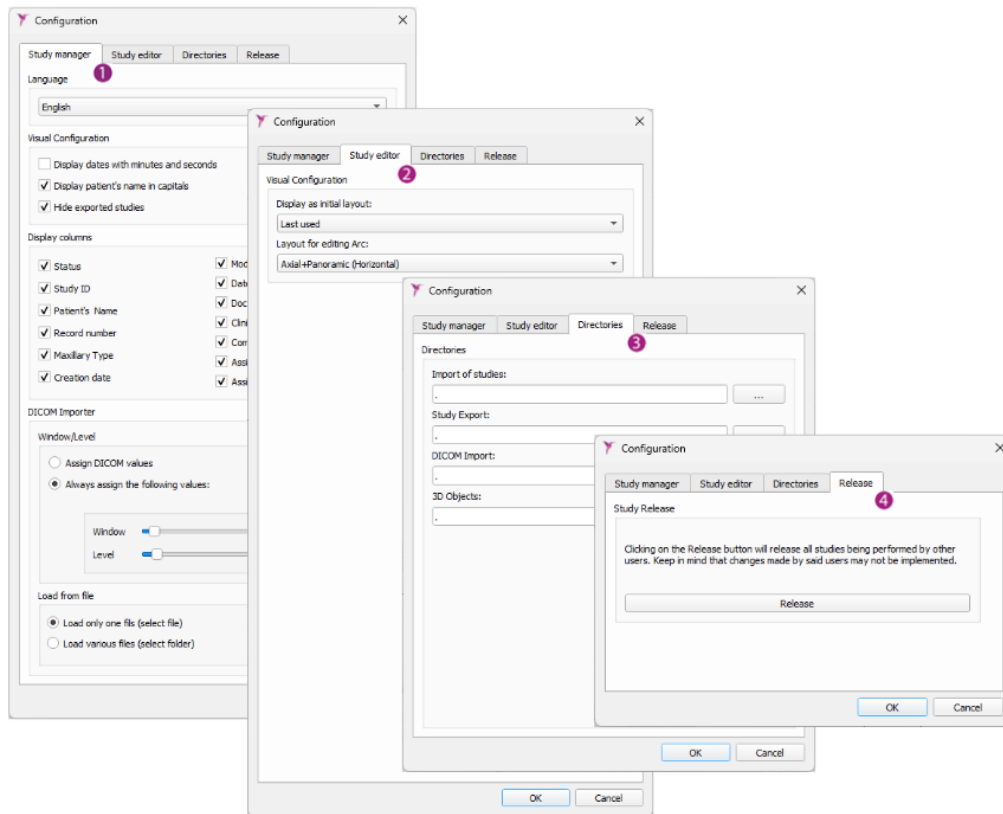 Configuration
Study manager
Study editor
Directories
Release
1
Language
English
Visual Configuration
Display dates with minutes and seconds
Display patient's name in capitals
Hide exported studies
Display columns
Status
Study ID
Patient's Name
Record number
Maxillary Type
Creation date
DICOM Importer
Window/Level
Assign DICOM values
Always assign the following values:
Window
Level
Load from file
Load only one fils (select file)
Load various files (select folder)
Configuration
Study manager
Study editor
Directories
Release
2
Visual Configuration
Display as initial layout:
Last used
Layout for editing Arc:
Axial+Panoramic (Horizontal)
OK
Cancel
Configuration
Study manager
Study editor
Directories
Release
3
Directories
Import of studies:
.
...
Study Export:
.
DICOM Import:
.
3D Objects:
.
OK
Cancel
Configuration
Study manager
Study editor
Directories
Release
4
Study Release
Clicking on the Release button will release all studies being performed by other
users. Keep in mind that changes made by said users may not be implemented.
Release
OK
Cancel